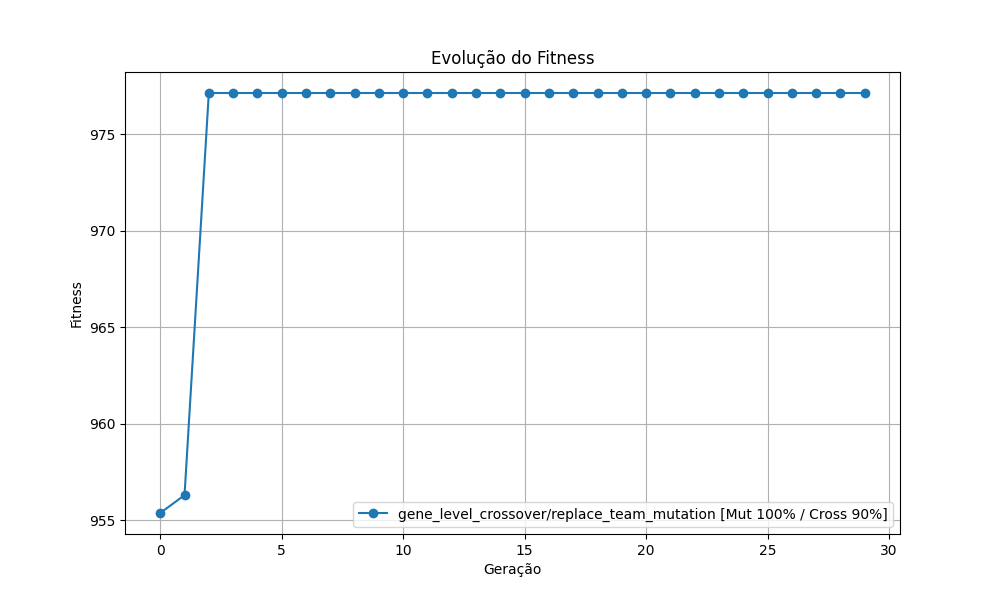 Evolução do Fitness
Fitness
975
970
965
960
955
gene_level_crossover/replace_team_mutation [Mut 100% / Cross 90%]
0 5 10 15 20 25 30
Geração